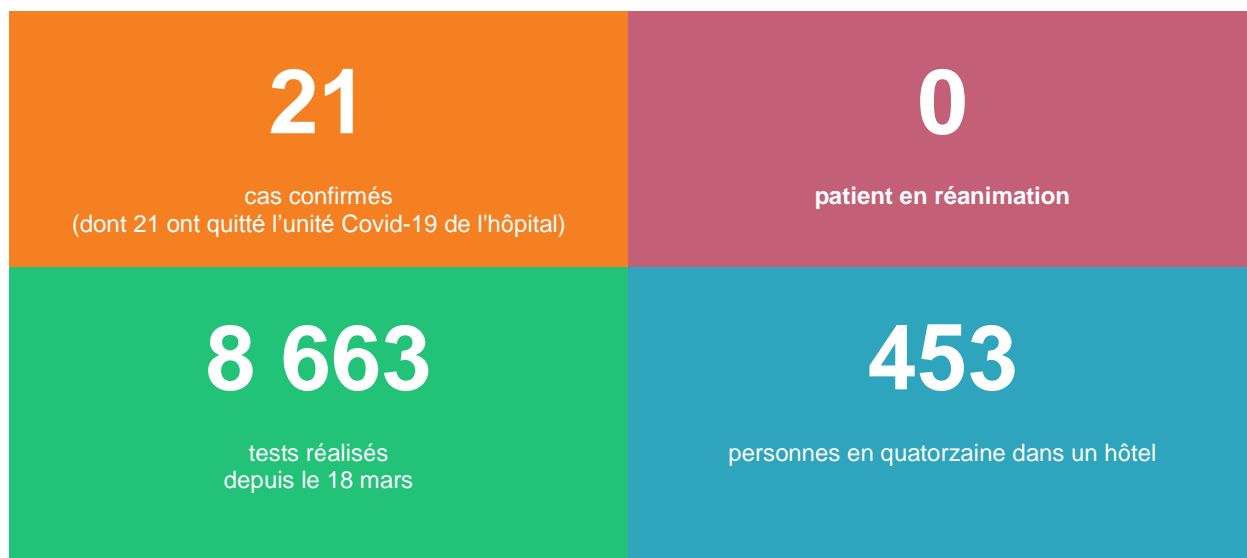 21
cas confirmés
(dont 21 ont quitté l’unité Covid-19 de l'hôpital)
0
patient en réanimation
8 663
tests réalisés
depuis le 18 mars
453
personnes en quatorzaine dans un hôtel